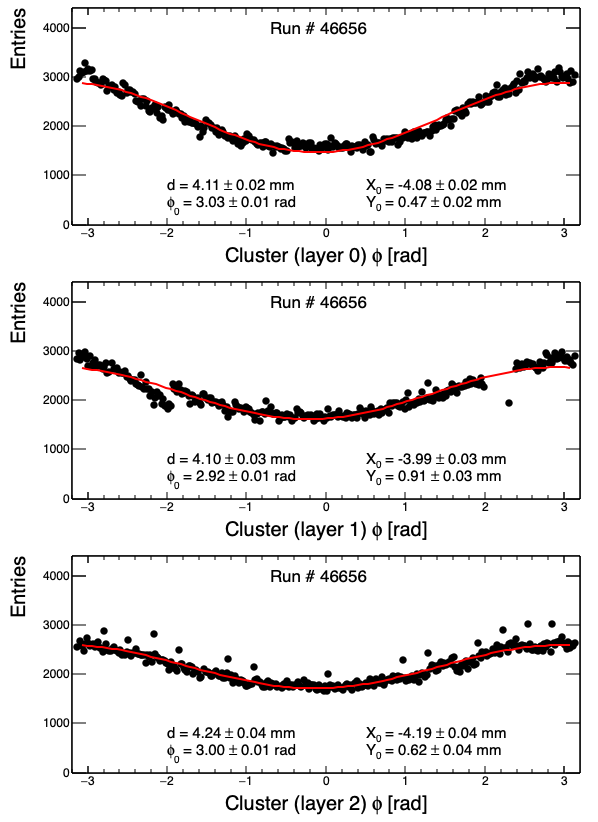 Entries
4000
3000
2000
1000
0
Run # 46656
d = 4.11 ± 0.02 mm
X₀ = -4.08 ± 0.02 mm
ϕ₀ = 3.03 ± 0.01 rad
Y₀ = 0.47 ± 0.02 mm
−3 −2 −1 0 1 2 3
Cluster (layer 0) ϕ [rad]
Entries
4000
3000
2000
1000
0
Run # 46656
d = 4.10 ± 0.03 mm
X₀ = -3.99 ± 0.03 mm
ϕ₀ = 2.92 ± 0.01 rad
Y₀ = 0.91 ± 0.03 mm
−3 −2 −1 0 1 2 3
Cluster (layer 1) ϕ [rad]
Entries
4000
3000
2000
1000
0
Run # 46656
d = 4.24 ± 0.04 mm
X₀ = -4.19 ± 0.04 mm
ϕ₀ = 3.00 ± 0.01 rad
Y₀ = 0.62 ± 0.04 mm
−3 −2 −1 0 1 2 3
Cluster (layer 2) ϕ [rad]